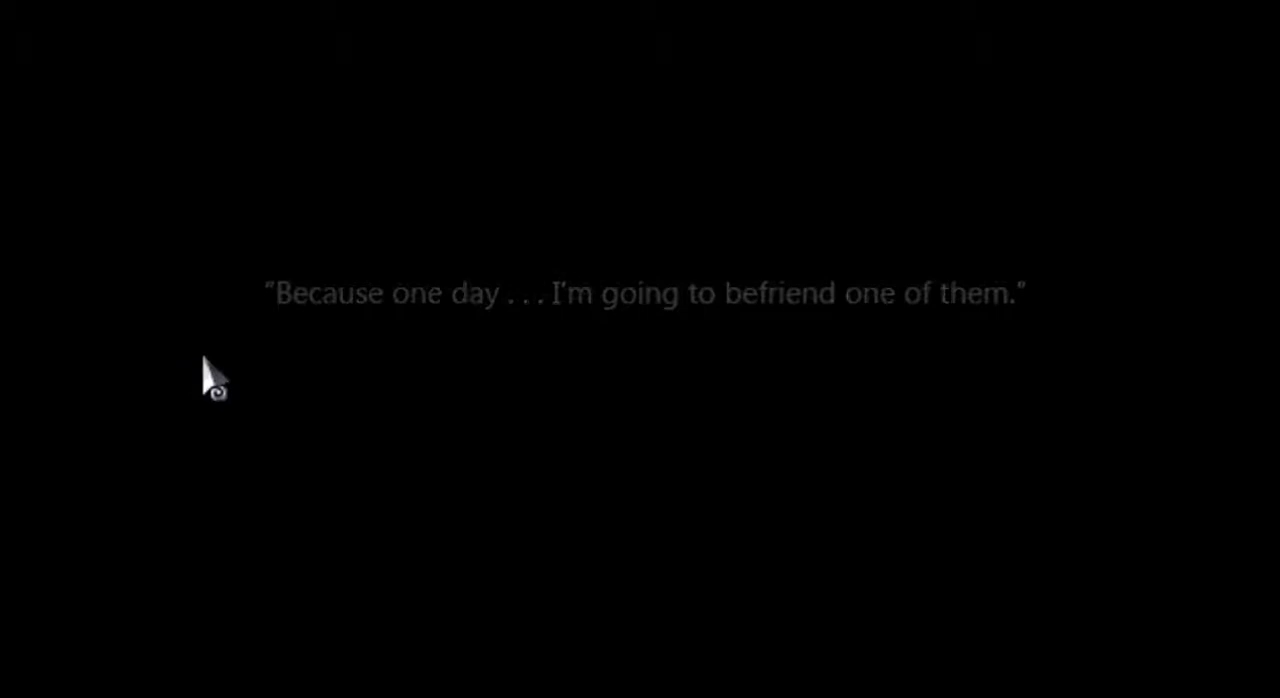 “Because one day . . . I'm going to befriend one of them.”